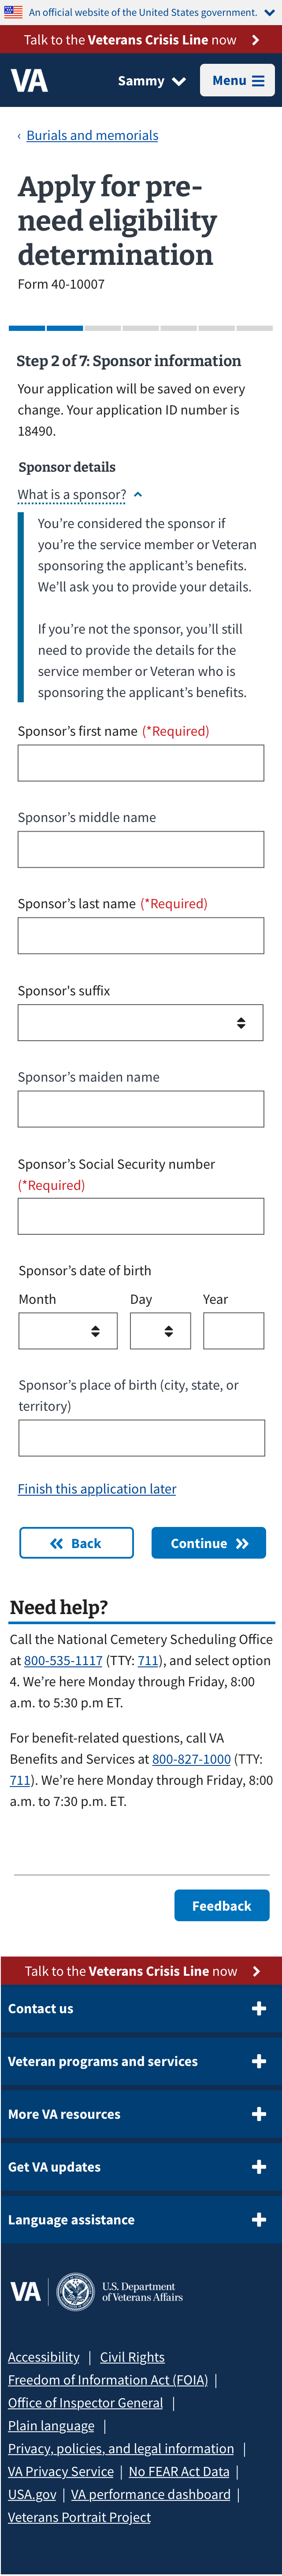 An official website of the United States government.
Talk to the Veterans Crisis Line now
VA
Sammy
Menu
‹ Burials and memorials
Apply for pre-
need eligibility
determination
Form 40-10007
Step 2 of 7: Sponsor information
Your application will be saved on every
change. Your application ID number is
18490.
Sponsor details
What is a sponsor?
You’re considered the sponsor if
you’re the service member or Veteran
sponsoring the applicant’s benefits.
We’ll ask you to provide your details.
If you’re not the sponsor, you’ll still
need to provide the details for the
service member or Veteran who is
sponsoring the applicant’s benefits.
Sponsor’s first name (*Required)
Sponsor’s middle name
Sponsor’s last name (*Required)
Sponsor's suffix
Sponsor’s maiden name
Sponsor’s Social Security number
(*Required)
Sponsor’s date of birth
Month Day Year
Sponsor’s place of birth (city, state, or
territory)
Finish this application later
Back
Continue
Need help?
Call the National Cemetery Scheduling Office
at 800-535-1117 (TTY: 711), and select option
4. We’re here Monday through Friday, 8:00
a.m. to 5:30 p.m ET.
For benefit-related questions, call VA
Benefits and Services at 800-827-1000 (TTY:
711). We’re here Monday through Friday, 8:00
a.m. to 7:30 p.m. ET.
Feedback
Talk to the Veterans Crisis Line now
Contact us
Veteran programs and services
More VA resources
Get VA updates
Language assistance
VA
U.S. Department
of Veterans Affairs
Accessibility | Civil Rights
Freedom of Information Act (FOIA) |
Office of Inspector General |
Plain language |
Privacy, policies, and legal information |
VA Privacy Service | No FEAR Act Data |
USA.gov | VA performance dashboard |
Veterans Portrait Project